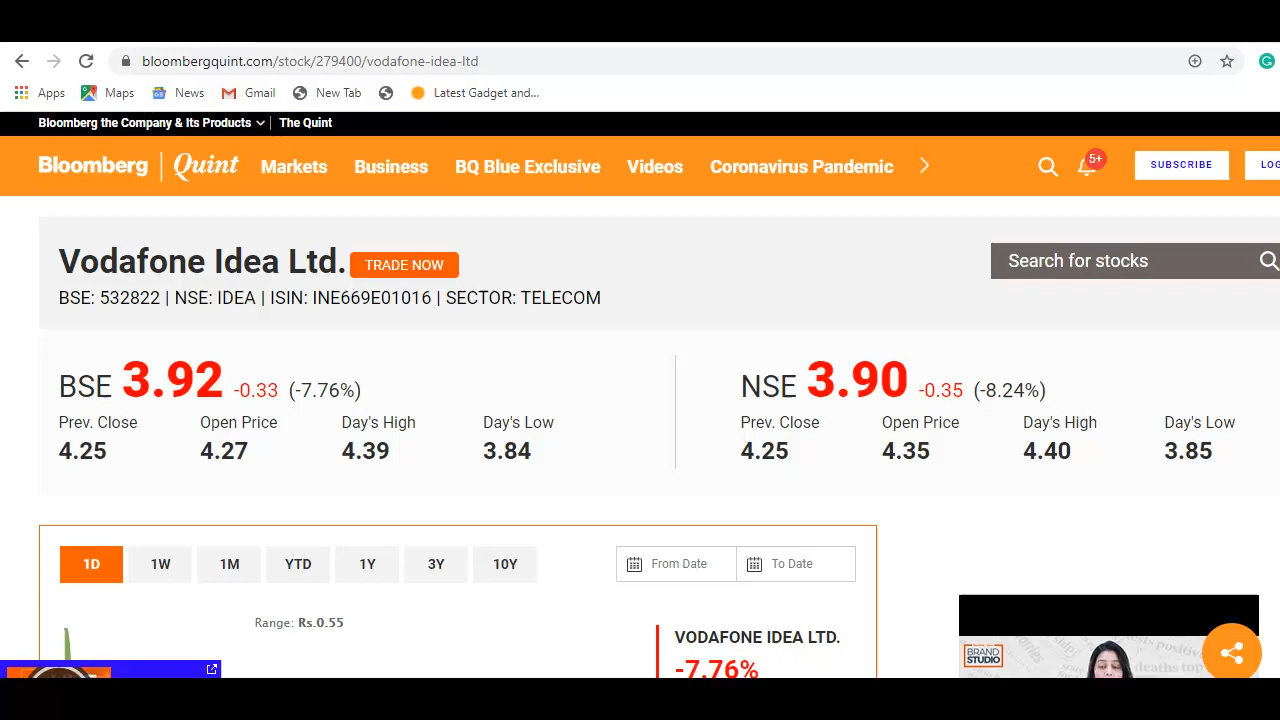 bloombergquint.com/stock/279400/vodafone-idea-ltd
Apps Maps News Gmail New Tab Latest Gadget and...
Bloomberg the Company & Its Products | The Quint
Bloomberg | Quint Markets Business BQ Blue Exclusive Videos Coronavirus Pandemic 5+ SUBSCRIBE LOG
Vodafone Idea Ltd. TRADE NOW
Search for stocks
BSE: 532822 | NSE: IDEA | ISIN: INE669E01016 | SECTOR: TELECOM
BSE 3.92 -0.33 (-7.76%) NSE 3.90 -0.35 (-8.24%)
Prev. Close Open Price Day's High Day's Low Prev. Close Open Price Day's High Day's Low
4.25 4.27 4.39 3.84 4.25 4.35 4.40 3.85
1D 1W 1M YTD 1Y 3Y 10Y From Date To Date
Range: Rs.0.55
VODAFONE IDEA LTD.
-7.76%
BRAND
STUDIO
deaths top